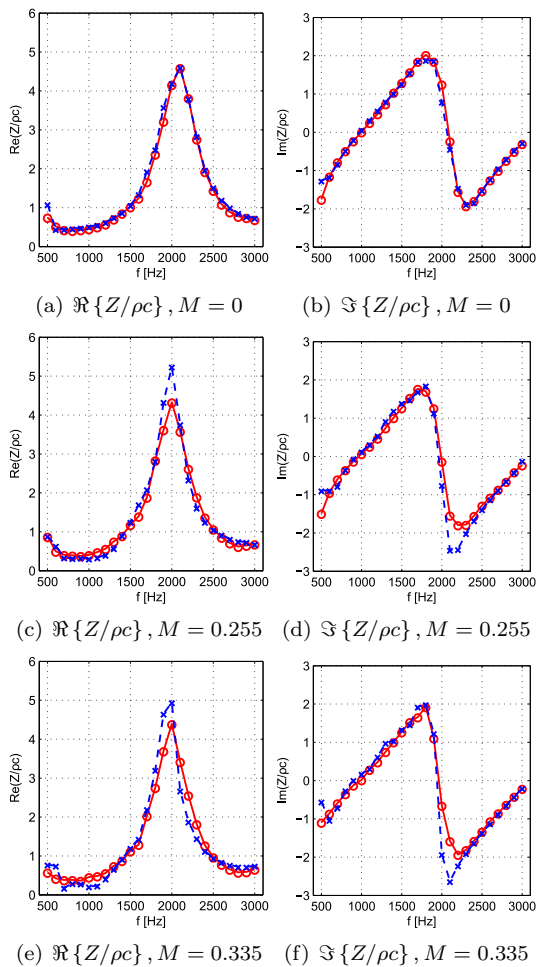 6
5
4
3
2
1
0
Re(Z/ρc)
500 1000 1500 2000 2500 3000
f [Hz]
(a) ℜ {Z/ρc} , M = 0
3
2
1
0
−1
−2
−3
Im(Z/ρc)
500 1000 1500 2000 2500 3000
f [Hz]
(b) ℑ {Z/ρc} , M = 0
6
5
4
3
2
1
0
Re(Z/ρc)
500 1000 1500 2000 2500 3000
f [Hz]
(c) ℜ {Z/ρc} , M = 0.255
3
2
1
0
−1
−2
−3
Im(Z/ρc)
500 1000 1500 2000 2500 3000
f [Hz]
(d) ℑ {Z/ρc} , M = 0.255
6
5
4
3
2
1
0
Re(Z/ρc)
500 1000 1500 2000 2500 3000
f [Hz]
(e) ℜ {Z/ρc} , M = 0.335
3
2
1
0
−1
−2
−3
Im(Z/ρc)
500 1000 1500 2000 2500 3000
f [Hz]
(f) ℑ {Z/ρc} , M = 0.335